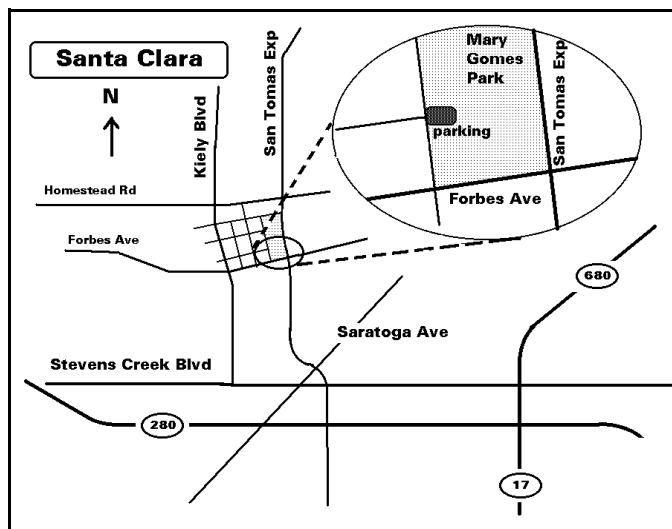 Santa Clara
N
Kiely Blvd
San Tomas Exp
Mary
Gomes
Park
San Tomas Exp
parking
Forbes Ave
Homestead Rd
Forbes Ave
680
Saratoga Ave
Stevens Creek Blvd
280
17